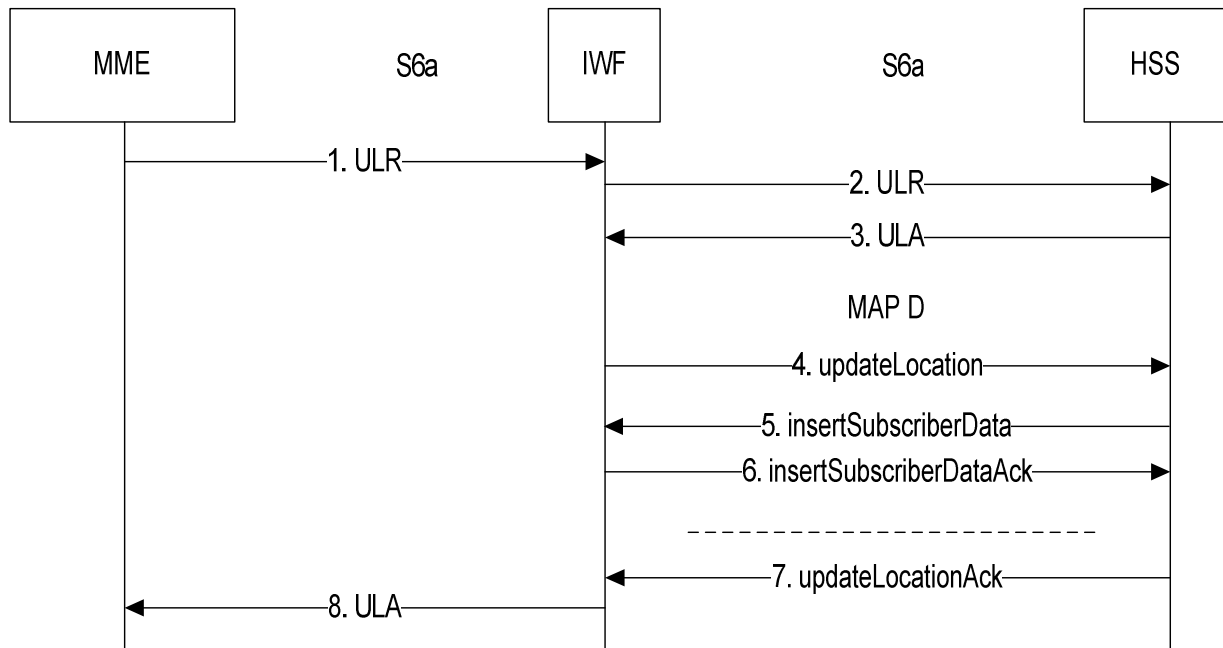 MME
S6a
IWF
S6a
HSS
1. ULR
2. ULR
3. ULA
MAP D
4. updateLocation
5. insertSubscriberData
6. insertSubscriberDataAck
7. updateLocationAck
8. ULA